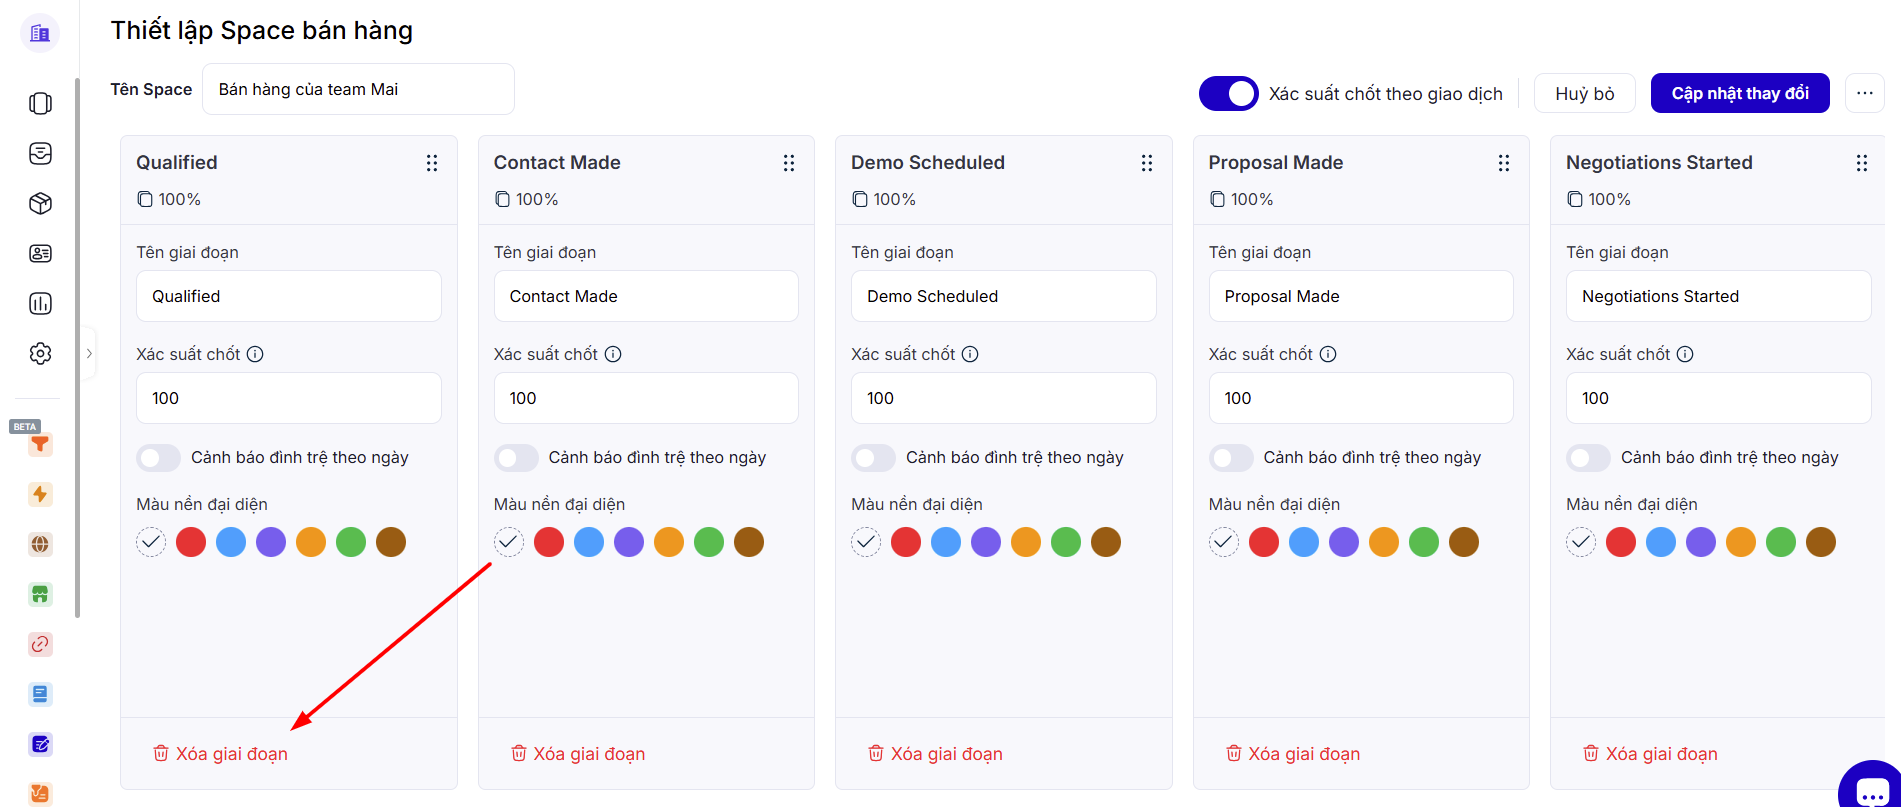 Thiết lập Space bán hàng
Tên Space
Bán hàng của team Mai
Xác suất chốt theo giao dịch
Huỷ bỏ
Cập nhật thay đổi
Qualified
100%
Tên giai đoạn
Qualified
Xác suất chốt
100
Cảnh báo đình trệ theo ngày
Màu nền đại diện
Xóa giai đoạn
Contact Made
100%
Tên giai đoạn
Contact Made
Xác suất chốt
100
Cảnh báo đình trệ theo ngày
Màu nền đại diện
Xóa giai đoạn
Demo Scheduled
100%
Tên giai đoạn
Demo Scheduled
Xác suất chốt
100
Cảnh báo đình trệ theo ngày
Màu nền đại diện
Xóa giai đoạn
Proposal Made
100%
Tên giai đoạn
Proposal Made
Xác suất chốt
100
Cảnh báo đình trệ theo ngày
Màu nền đại diện
Xóa giai đoạn
Negotiations Started
100%
Tên giai đoạn
Negotiations Started
Xác suất chốt
100
Cảnh báo đình trệ theo ngày
Màu nền đại diện
Xóa giai đoạn
BETA